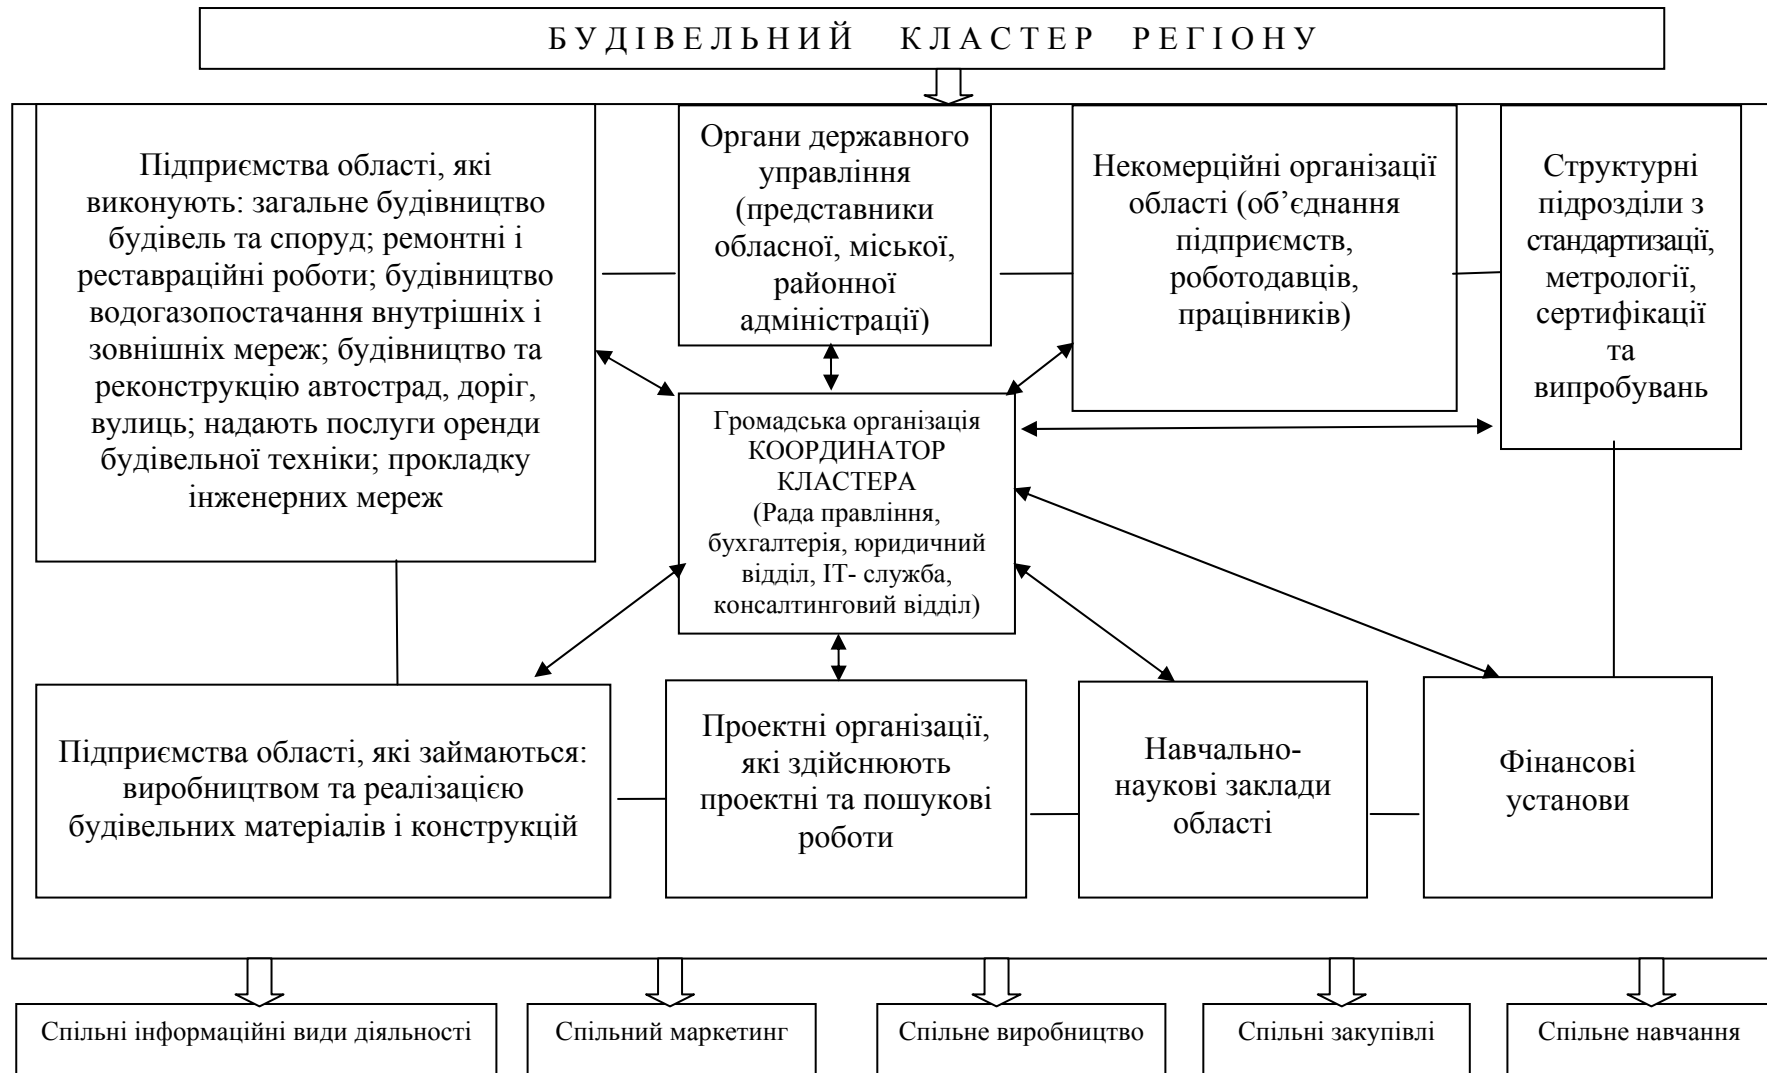 БУДІВЕЛЬНИЙ КЛАСТЕР РЕГІОНУ
Підприємства області, які
виконують: загальне будівництво
будівель та споруд; ремонтні і
реставраційні роботи; будівництво
водогазопостачання внутрішніх і
зовнішніх мереж; будівництво та
реконструкцію автострад, доріг,
вулиць; надають послуги оренди
будівельної техніки; прокладку
інженерних мереж
Органи державного
управління
(представники
обласної, міської,
районної
адміністрації)
Некомерційні організації
області (об’єднання
підприємств,
роботодавців,
працівників)
Структурні
підрозділи з
стандартизації,
метрології,
сертифікації
та
випробувань
Громадська організація
КООРДИНАТОР
КЛАСТЕРА
(Рада правління,
бухгалтерія, юридичний
відділ, ІТ- служба,
консалтинговий відділ)
Підприємства області, які займаються:
виробництвом та реалізацією
будівельних матеріалів і конструкцій
Проектні організації,
які здійснюють
проектні та пошукові
роботи
Навчально-
наукові заклади
області
Фінансові
установи
Спільні інформаційні види діяльності
Спільний маркетинг
Спільне виробництво
Спільні закупівлі
Спільне навчання